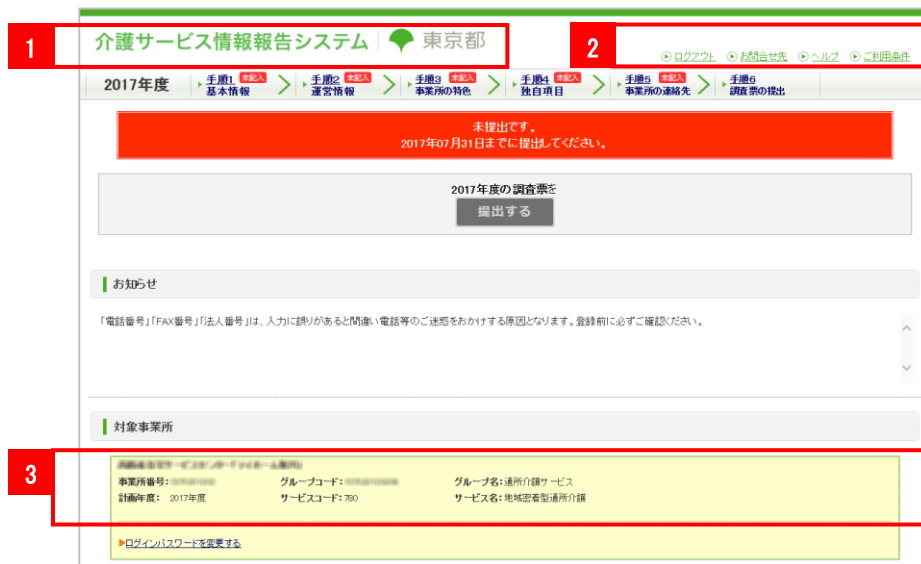 1
介護サービス情報報告システム 東京都
2
ログアウト お問合せ先 ヘルプ ご利用条件
2017年度
手順1 未記入
基本情報
手順2 未記入
運営情報
手順3 未記入
事業所の特色
手順4 未記入
独自項目
手順5 未記入
事業所の連絡先
手順6
調査票の提出
未提出です。
2017年07月31日までに提出してください。
2017年度の調査票を
提出する
お知らせ
「電話番号」「FAX番号」「法人番号」は、入力に誤りがあると間違い電話等のご迷惑をおかけする原因となります。登録前に必ずご確認ください。
対象事業所
3
事業所番号: グループコード: グループ名:通所介護サービス
計画年度: 2017年度 サービスコード:780 サービス名:地域密着型通所介護
ログインパスワードを変更する